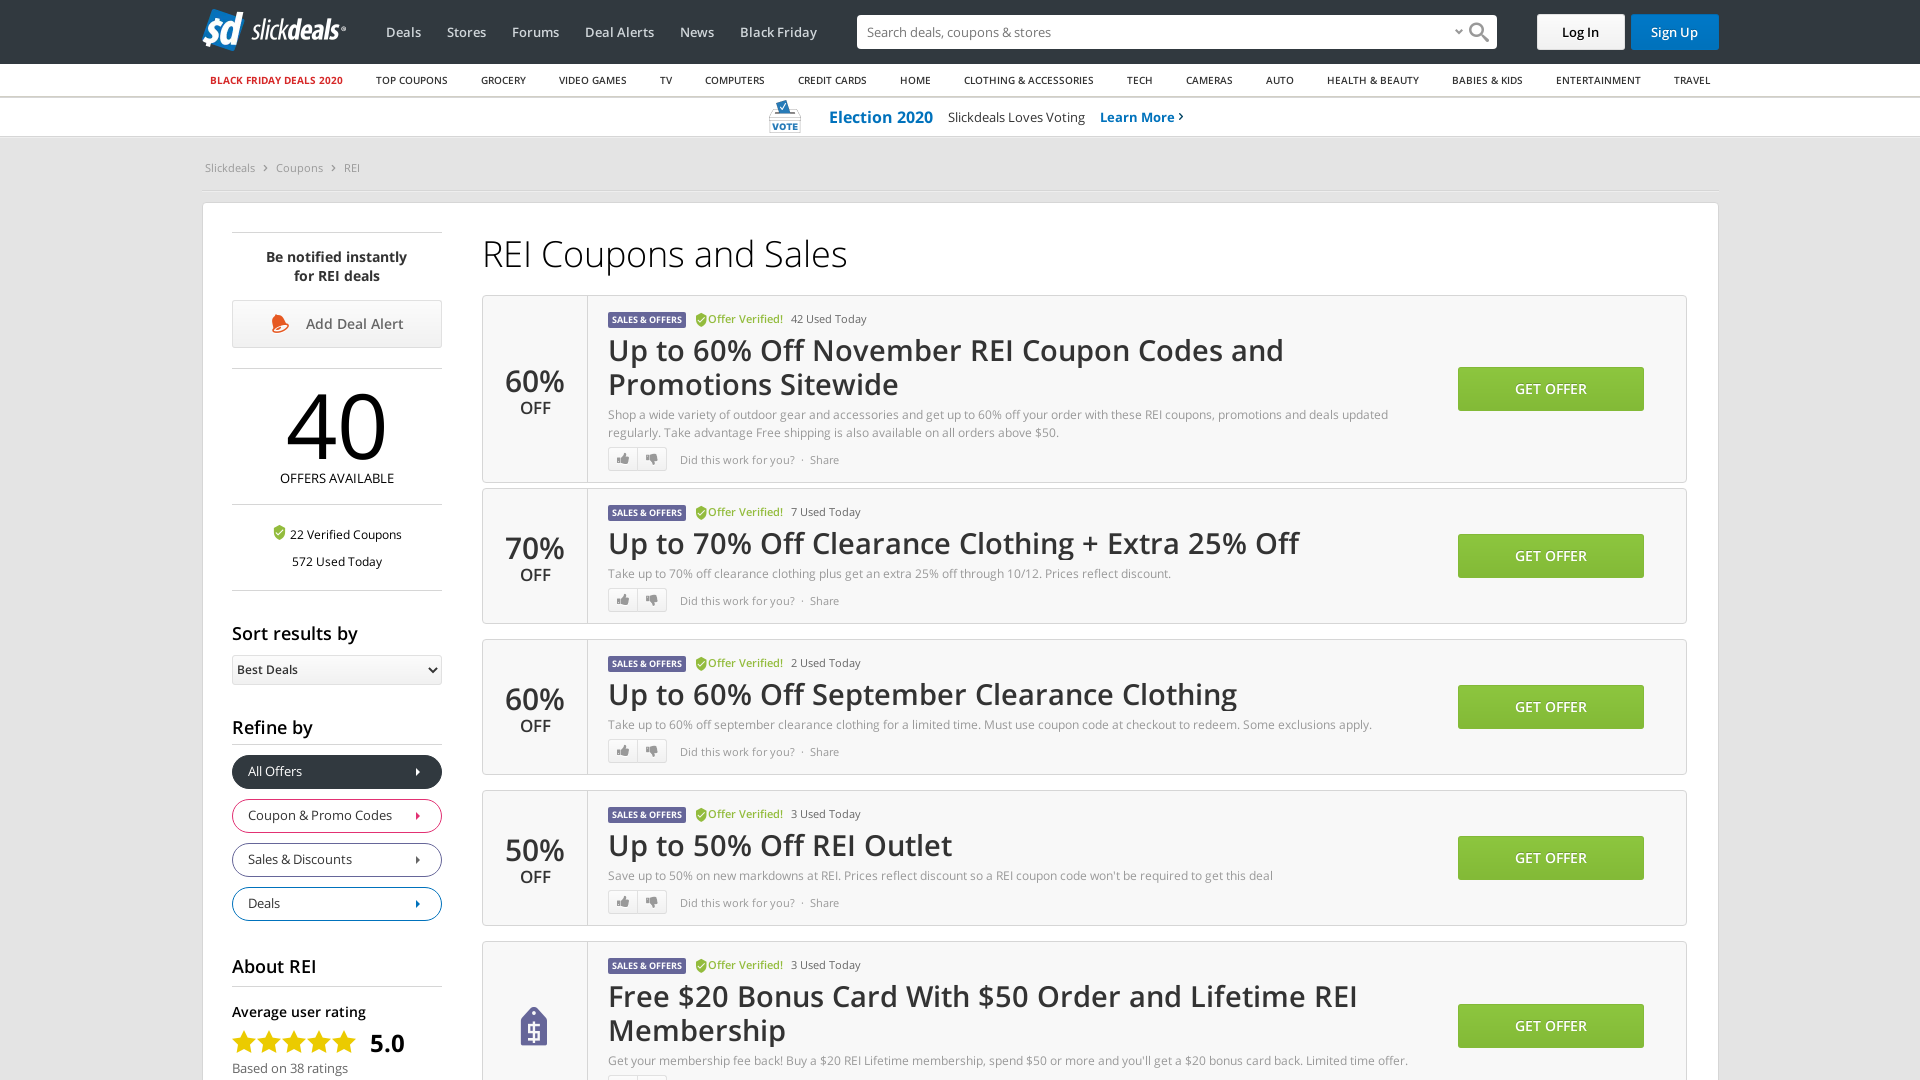 sd slickdeals
Deals Stores Forums Deal Alerts News Black Friday Search deals, coupons & stores Log In Sign Up
BLACK FRIDAY DEALS 2020 TOP COUPONS GROCERY VIDEO GAMES TV COMPUTERS CREDIT CARDS HOME CLOTHING & ACCESSORIES TECH CAMERAS AUTO HEALTH & BEAUTY BABIES & KIDS ENTERTAINMENT TRAVEL
VOTE Election 2020 Slickdeals Loves Voting Learn More
Slickdeals Coupons REI
Be notified instantly
for REI deals
Add Deal Alert
40
OFFERS AVAILABLE
22 Verified Coupons
572 Used Today
Sort results by
Best Deals
Refine by
All Offers
Coupon & Promo Codes
Sales & Discounts
Deals
About REI
Average user rating
5.0
Based on 38 ratings
REI Coupons and Sales
60%
OFF
SALES & OFFERS Offer Verified! 42 Used Today
Up to 60% Off November REI Coupon Codes and
Promotions Sitewide
Shop a wide variety of outdoor gear and accessories and get up to 60% off your order with these REI coupons, promotions and deals updated
regularly. Take advantage Free shipping is also available on all orders above $50.
Did this work for you? · Share
GET OFFER
70%
OFF
SALES & OFFERS Offer Verified! 7 Used Today
Up to 70% Off Clearance Clothing + Extra 25% Off
Take up to 70% off clearance clothing plus get an extra 25% off through 10/12. Prices reflect discount.
Did this work for you? · Share
GET OFFER
60%
OFF
SALES & OFFERS Offer Verified! 2 Used Today
Up to 60% Off September Clearance Clothing
Take up to 60% off september clearance clothing for a limited time. Must use coupon code at checkout to redeem. Some exclusions apply.
Did this work for you? · Share
GET OFFER
50%
OFF
SALES & OFFERS Offer Verified! 3 Used Today
Up to 50% Off REI Outlet
Save up to 50% on new markdowns at REI. Prices reflect discount so a REI coupon code won't be required to get this deal
Did this work for you? · Share
GET OFFER
$
SALES & OFFERS Offer Verified! 3 Used Today
Free $20 Bonus Card With $50 Order and Lifetime REI
Membership
Get your membership fee back! Buy a $20 REI Lifetime membership, spend $50 or more and you'll get a $20 bonus card back. Limited time offer.
GET OFFER